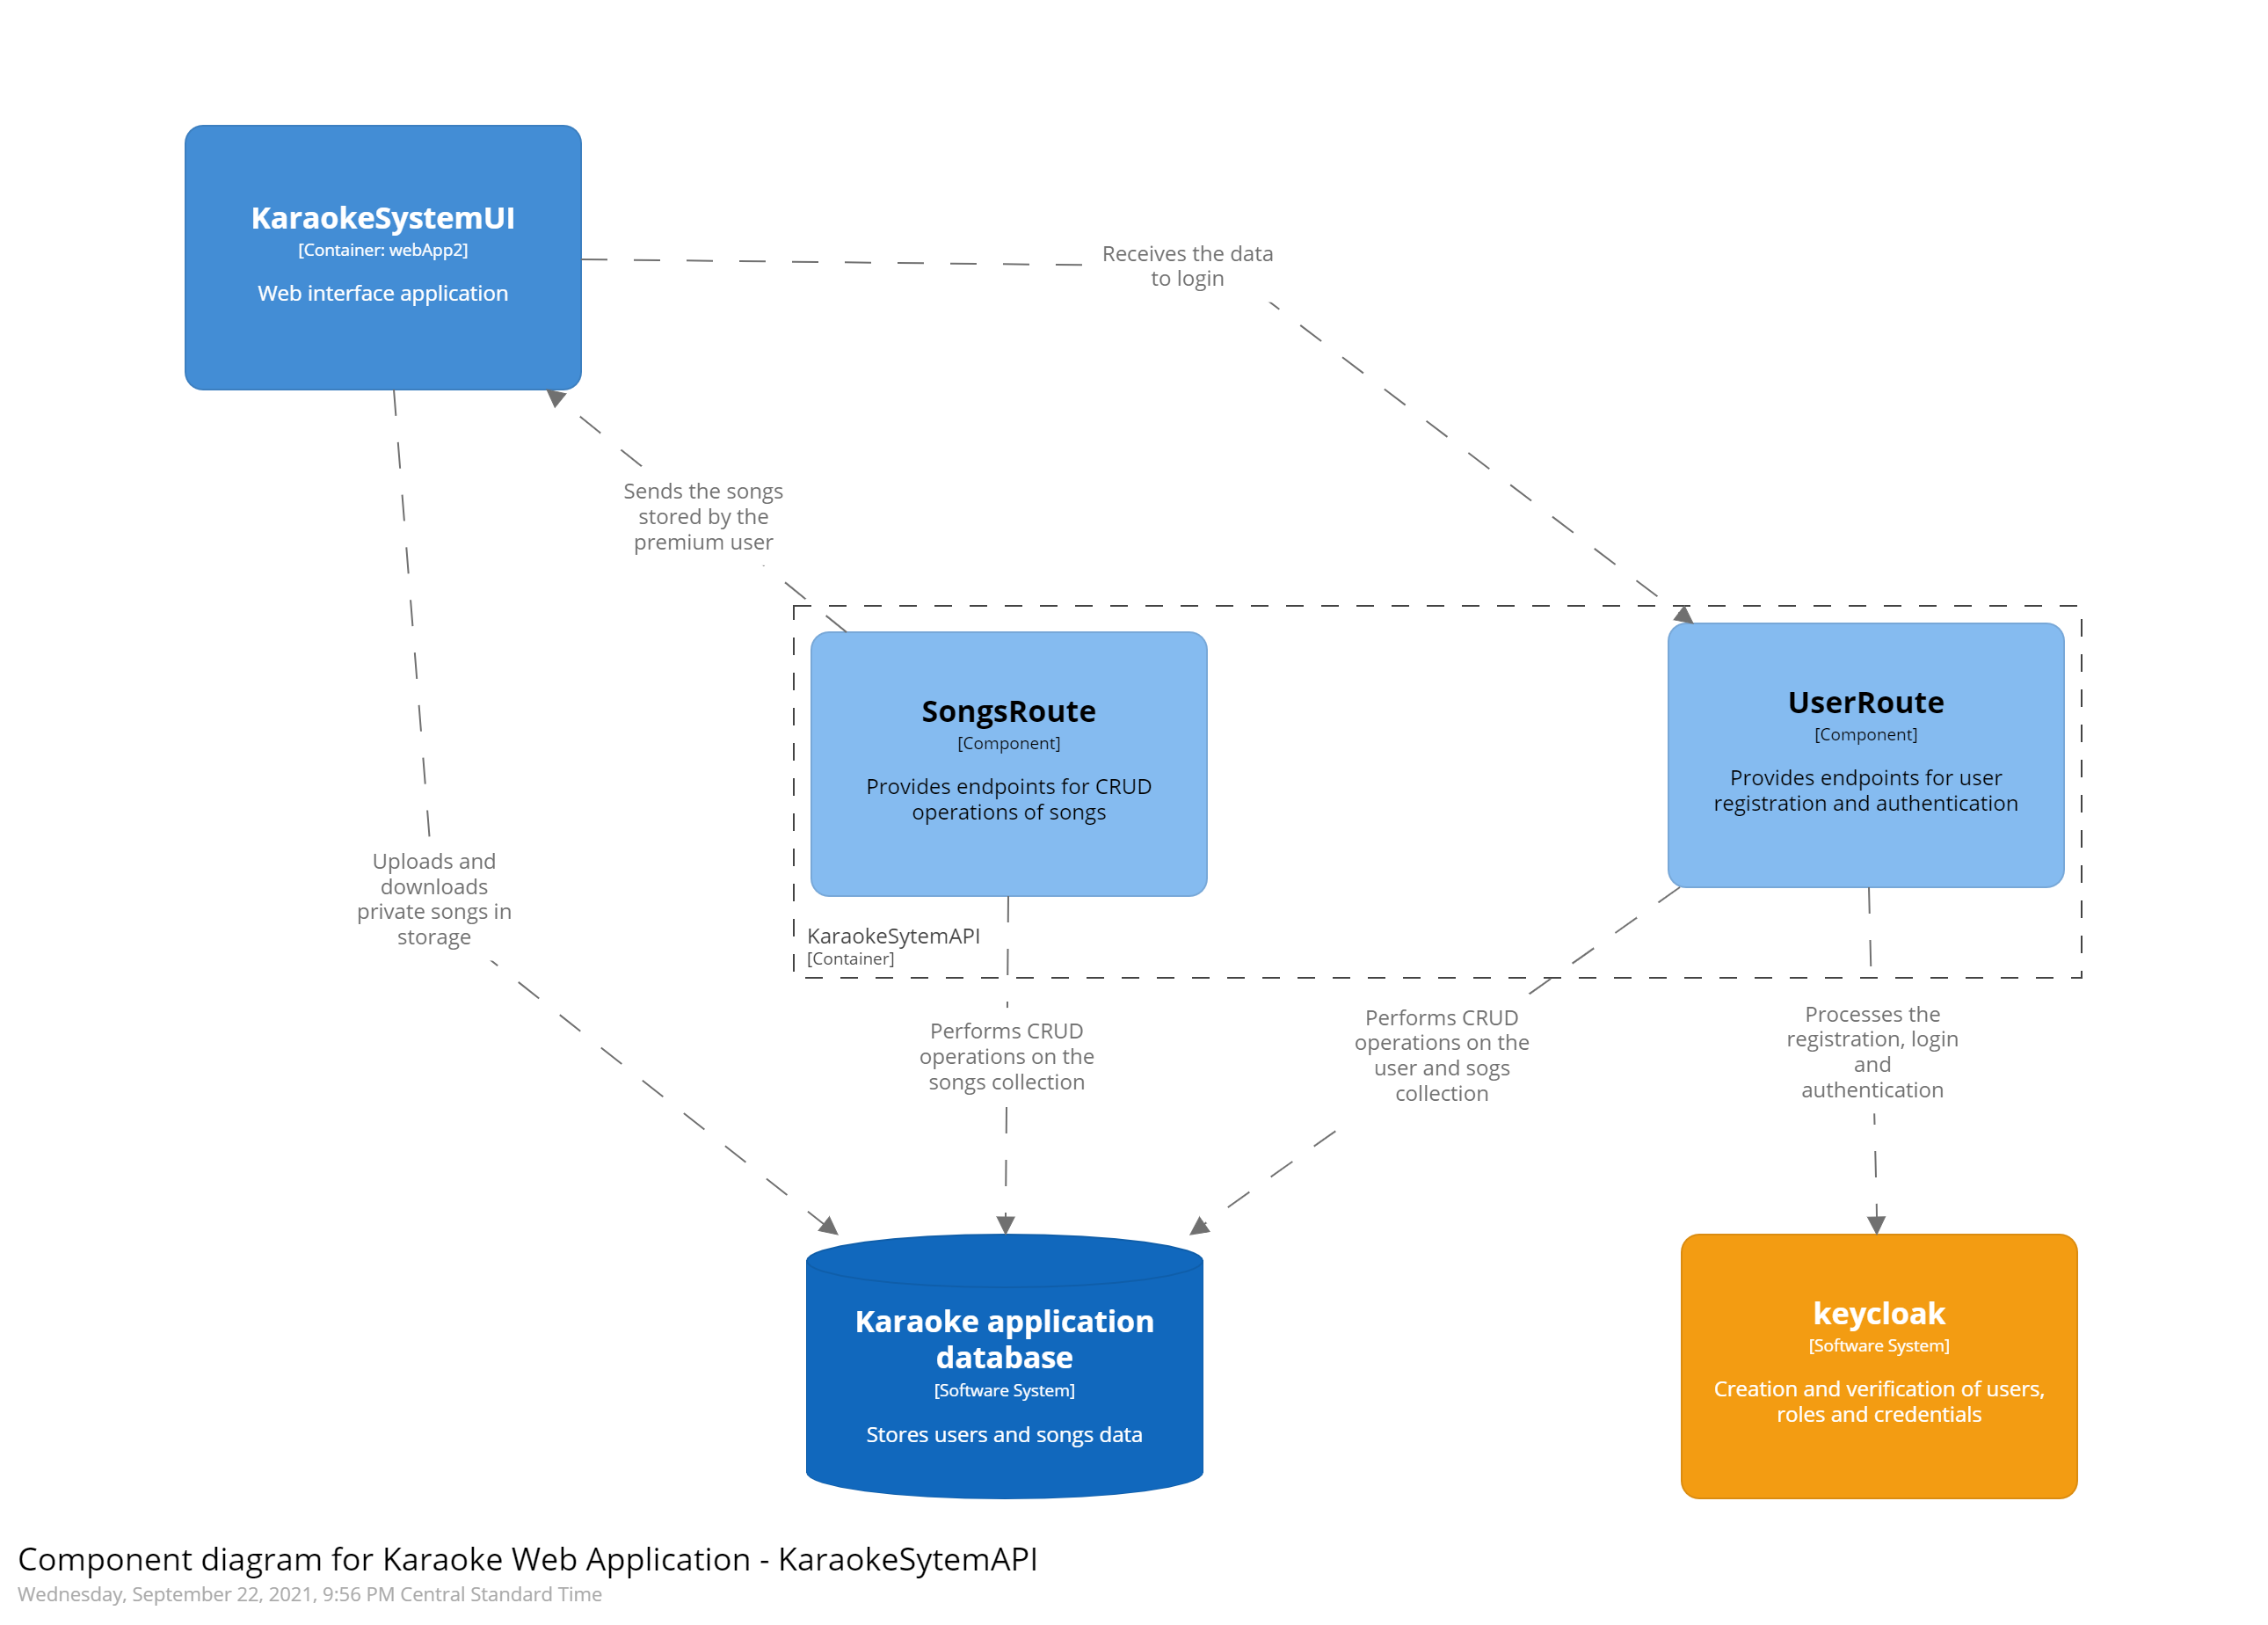 KaraokeSystemUI
[Container: webApp2]
Web interface application
Receives the data
to login
Sends the songs
stored by the
premium user
SongsRoute
[Component]
Provides endpoints for CRUD
operations of songs
UserRoute
[Component]
Provides endpoints for user
registration and authentication
Uploads and
downloads
private songs in
storage
KaraokeSytemAPI
[Container]
Performs CRUD
operations on the
songs collection
Performs CRUD
operations on the
user and sogs
collection
Processes the
registration, login
and
authentication
Karaoke application
database
[Software System]
Stores users and songs data
keycloak
[Software System]
Creation and verification of users,
roles and credentials
Component diagram for Karaoke Web Application - KaraokeSytemAPI
Wednesday, September 22, 2021, 9:56 PM Central Standard Time